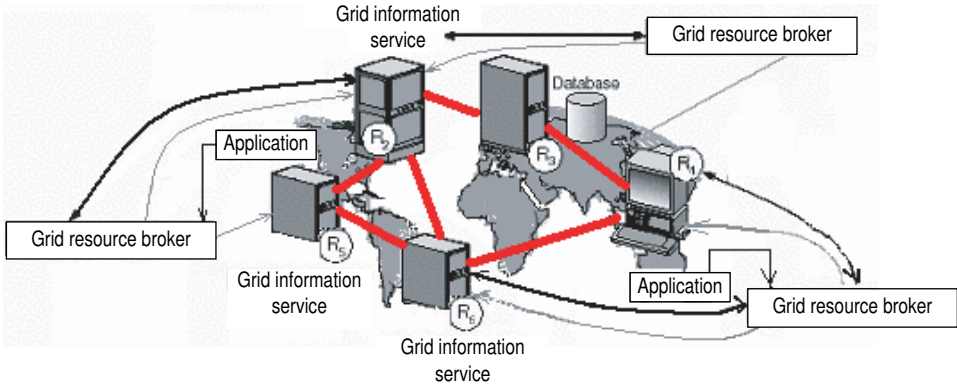 Grid information
service
Grid resource broker
Database
Application
R2
R3
R1
Grid resource broker
R5
Grid information
service
Application
Grid resource broker
R6
Grid information
service